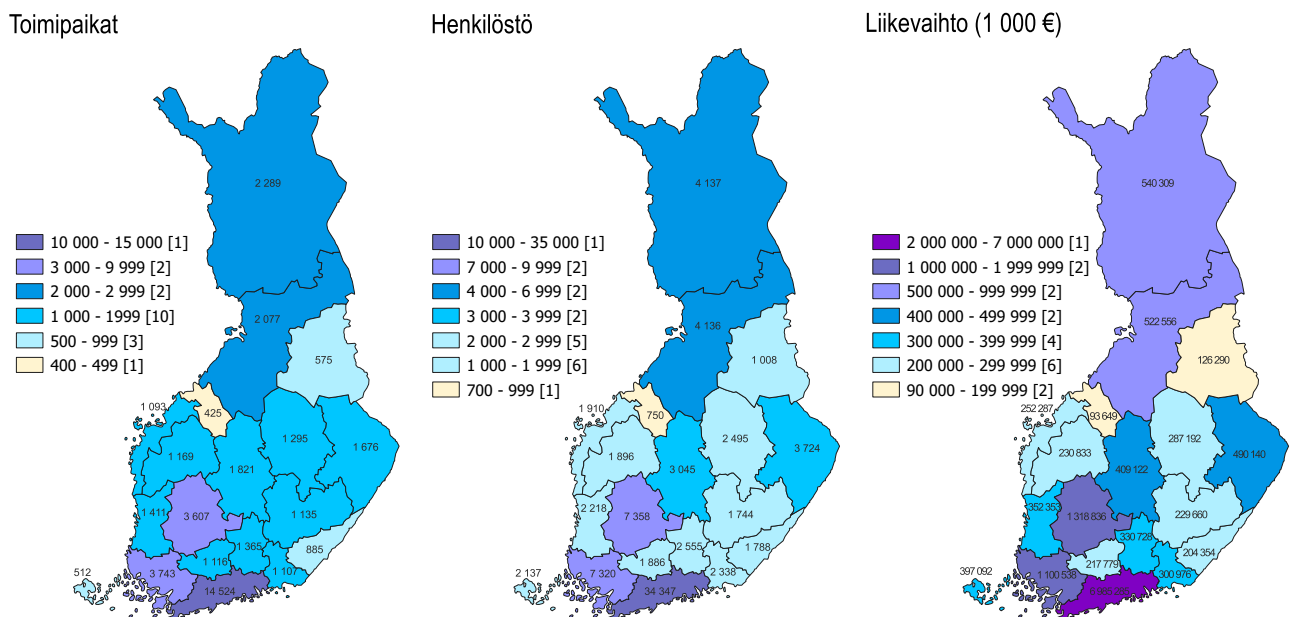 Toimipaikat
2 289
10 000 - 15 000 [1]
3 000 - 9 999 [2]
2 000 - 2 999 [2]
1 000 - 1999 [10]
500 - 999 [3]
400 - 499 [1]
2 077
575
1 093
425
1 295
1 676
1 169
1 821
1 411
3 607
1 135
1 365
885
1 116
1 107
512
3 743
14 524
Henkilöstö
4 137
10 000 - 35 000 [1]
7 000 - 9 999 [2]
4 000 - 6 999 [2]
3 000 - 3 999 [2]
2 000 - 2 999 [5]
1 000 - 1 999 [6]
700 - 999 [1]
4 136
1 008
1 910
750
2 495
3 724
1 896
3 045
2 218
7 358
1 744
2 555
1 788
1 886
2 338
2 137
7 320
34 347
Liikevaihto (1 000 €)
540 309
2 000 000 - 7 000 000 [1]
1 000 000 - 1 999 999 [2]
500 000 - 999 999 [2]
400 000 - 499 999 [2]
300 000 - 399 999 [4]
200 000 - 299 999 [6]
90 000 - 199 999 [2]
522 556
126 290
252 287
93 649
287 192
490 140
230 833
409 122
352 353
1 318 836
229 660
330 728
204 354
217 779
300 976
397 092
1 100 538